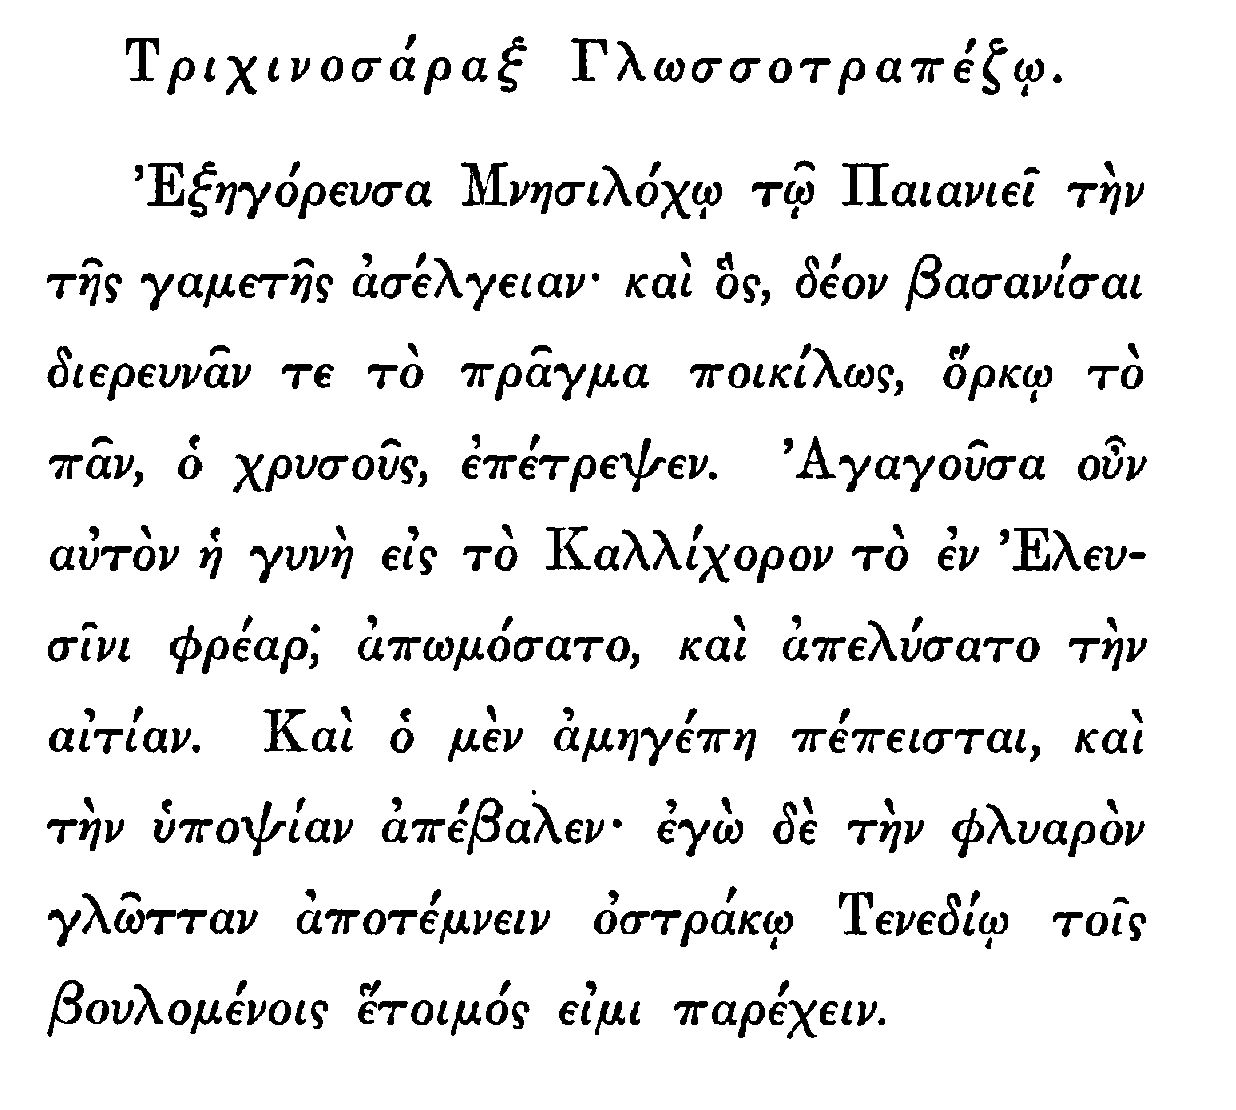 Τριχινοσάραξ Γλωσσοτραπέζῳ.
Ἐξηγόρευσα Μνησιλόχῳ τῷ Παιανιεῖ τὴν
τῆς γαμετῆς ἀσέλγειαν· καὶ ὃς, δέον βασανίσαι
διερευνᾶν τε τὸ πρᾶγμα ποικίλως, ὅρκῳ τὸ
πᾶν, ὁ χρυσοῦς, ἐπέτρεψεν. Ἀγαγοῦσα οὖν
αὐτὸν ἡ γυνὴ εἰς τὸ Καλλίχορον τὸ ἐν Ἐλευ-
σῖνι φρέαρ, ἀπωμόσατο, καὶ ἀπελύσατο τὴν
αἰτίαν. Καὶ ὁ μὲν ἀμηγέπη πέπεισται, καὶ
τὴν ὑποψίαν ἀπέβαλεν· ἐγὼ δὲ τὴν φλυαρὸν
γλῶτταν ἀποτέμνειν ὀστράκῳ Τενεδίῳ τοῖς
βουλομένοις ἕτοιμός εἰμι παρέχειν.